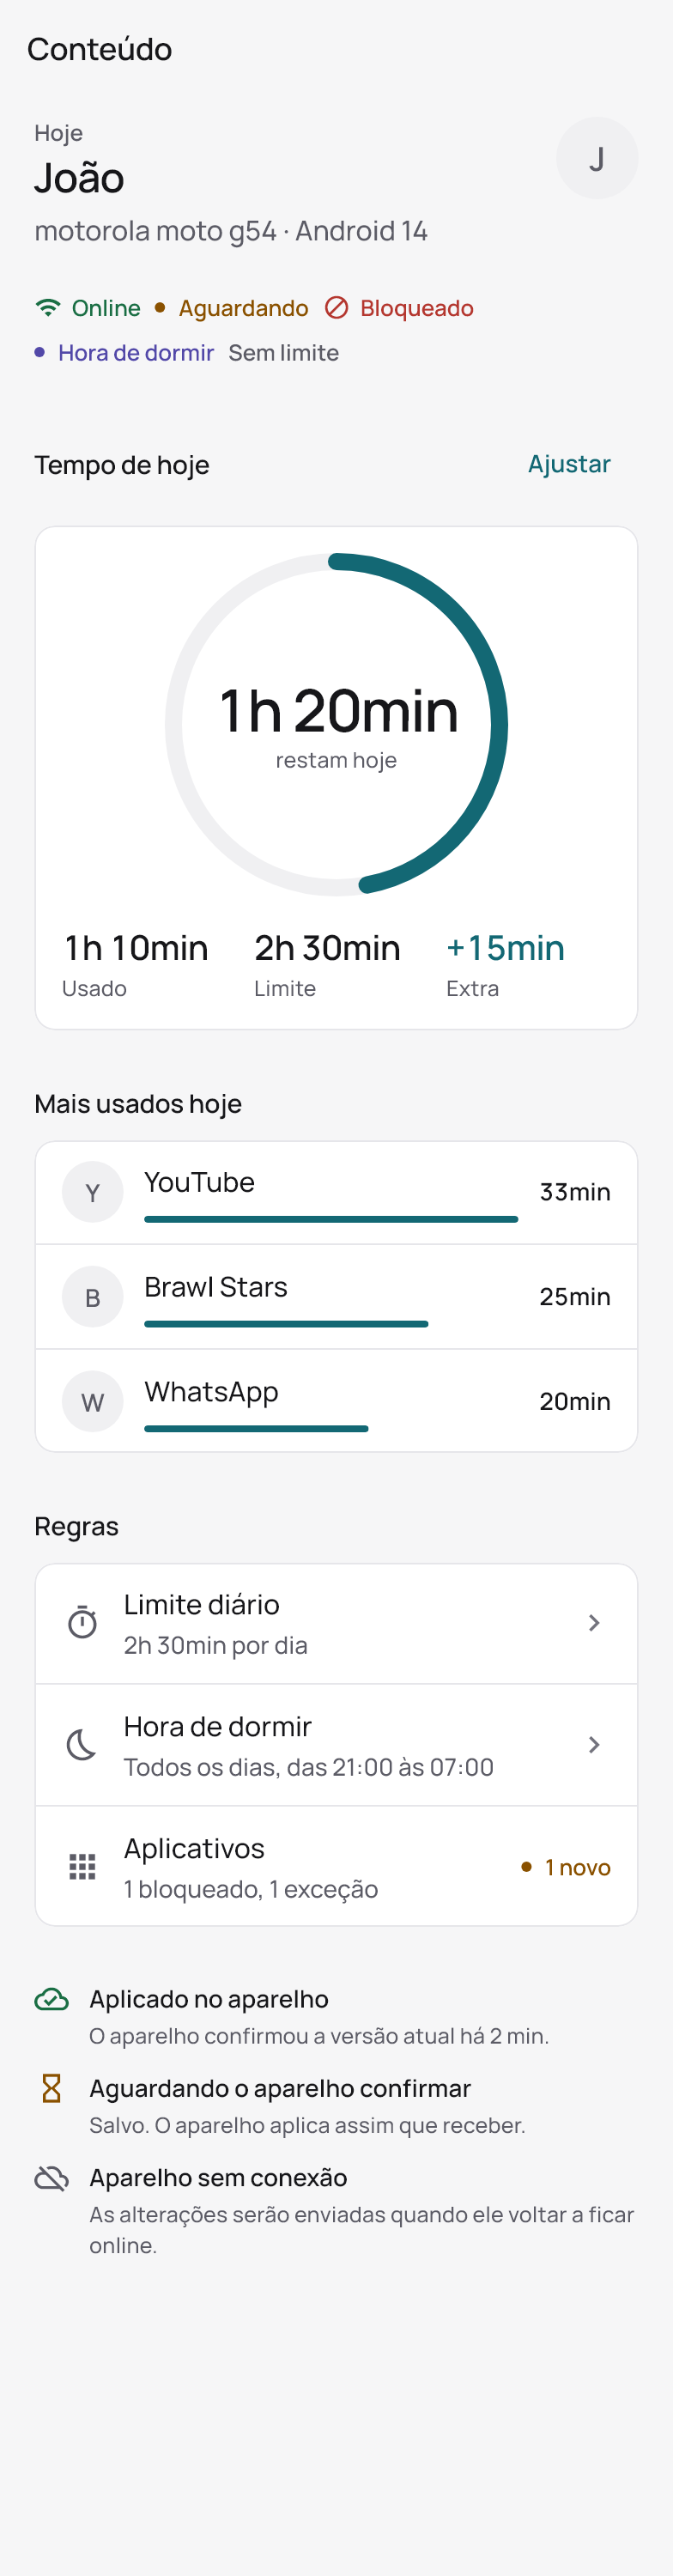 Conteúdo
Hoje
João
J
motorola moto g54 · Android 14
Online • Aguardando Bloqueado
• Hora de dormir Sem limite
Tempo de hoje
Ajustar
1h 20min
restam hoje
1h 10min 2h 30min +15min
Usado Limite Extra
Mais usados hoje
Y YouTube 33min
B Brawl Stars 25min
W WhatsApp 20min
Regras
Limite diário
2h 30min por dia
Hora de dormir
Todos os dias, das 21:00 às 07:00
Aplicativos
1 bloqueado, 1 exceção
• 1 novo
Aplicado no aparelho
O aparelho confirmou a versão atual há 2 min.
Aguardando o aparelho confirmar
Salvo. O aparelho aplica assim que receber.
Aparelho sem conexão
As alterações serão enviadas quando ele voltar a ficar
online.